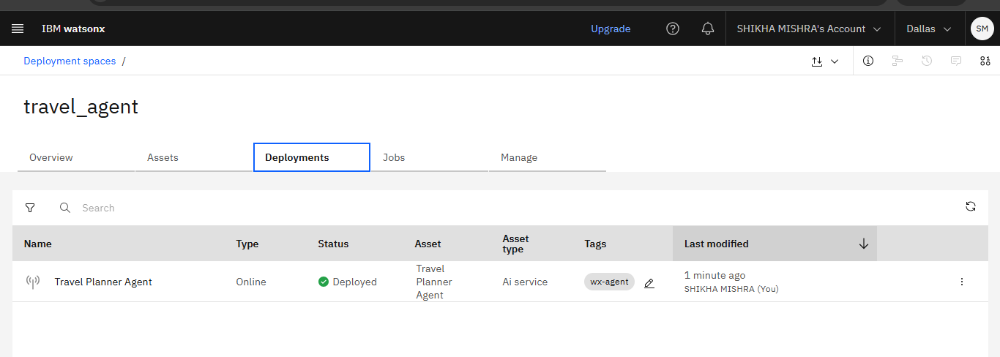 IBM watsonx
Upgrade
SHIKHA MISHRA's Account
Dallas
SM
Deployment spaces /
travel_agent
Overview
Assets
Deployments
Jobs
Manage
Search
Name
Type
Status
Asset
Asset
type
Tags
Last modified
Travel Planner Agent
Online
Deployed
Travel
Planner
Agent
Ai service
wx-agent
1 minute ago
SHIKHA MISHRA (You)